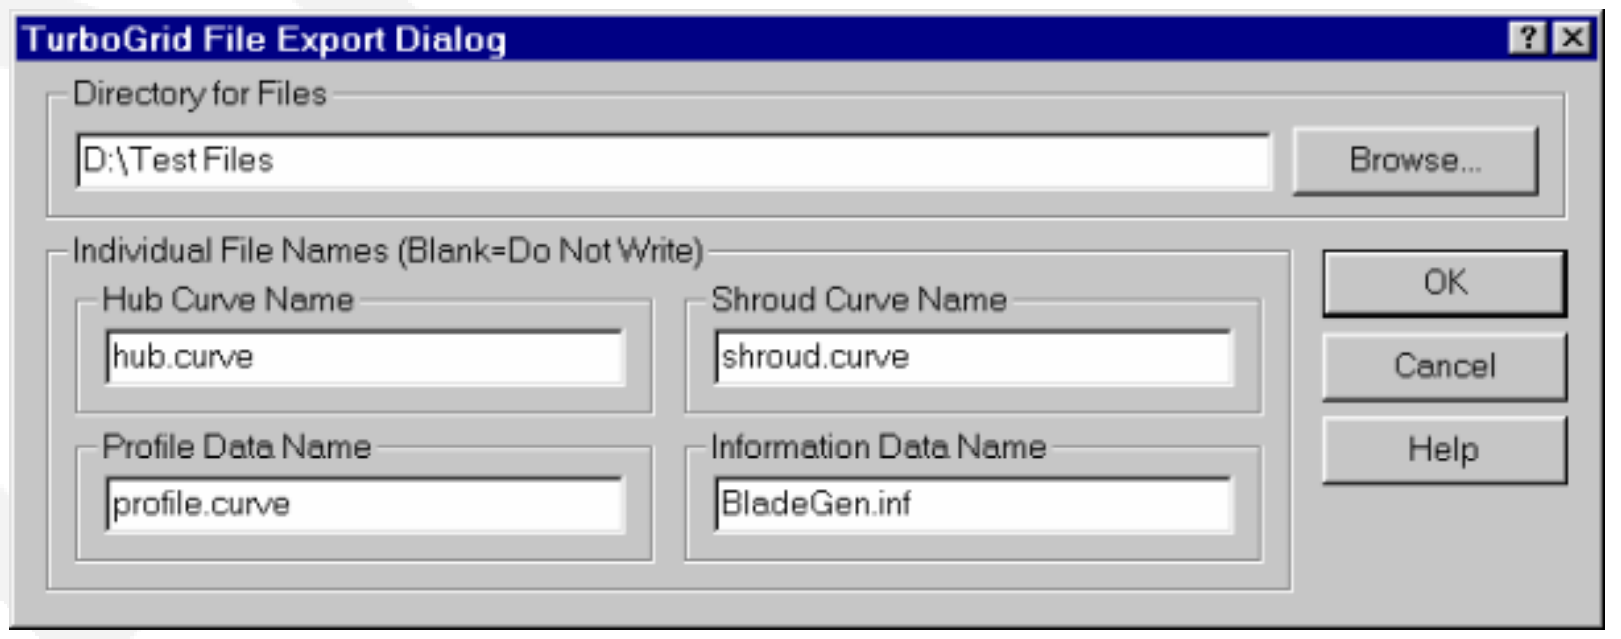 TurboGrid File Export Dialog
Directory for Files
D:\Test Files
Browse...
Individual File Names (Blank=Do Not Write)
Hub Curve Name
Shroud Curve Name
OK
hub.curve
shroud.curve
Cancel
Profile Data Name
Information Data Name
Help
profile.curve
BladeGen.inf